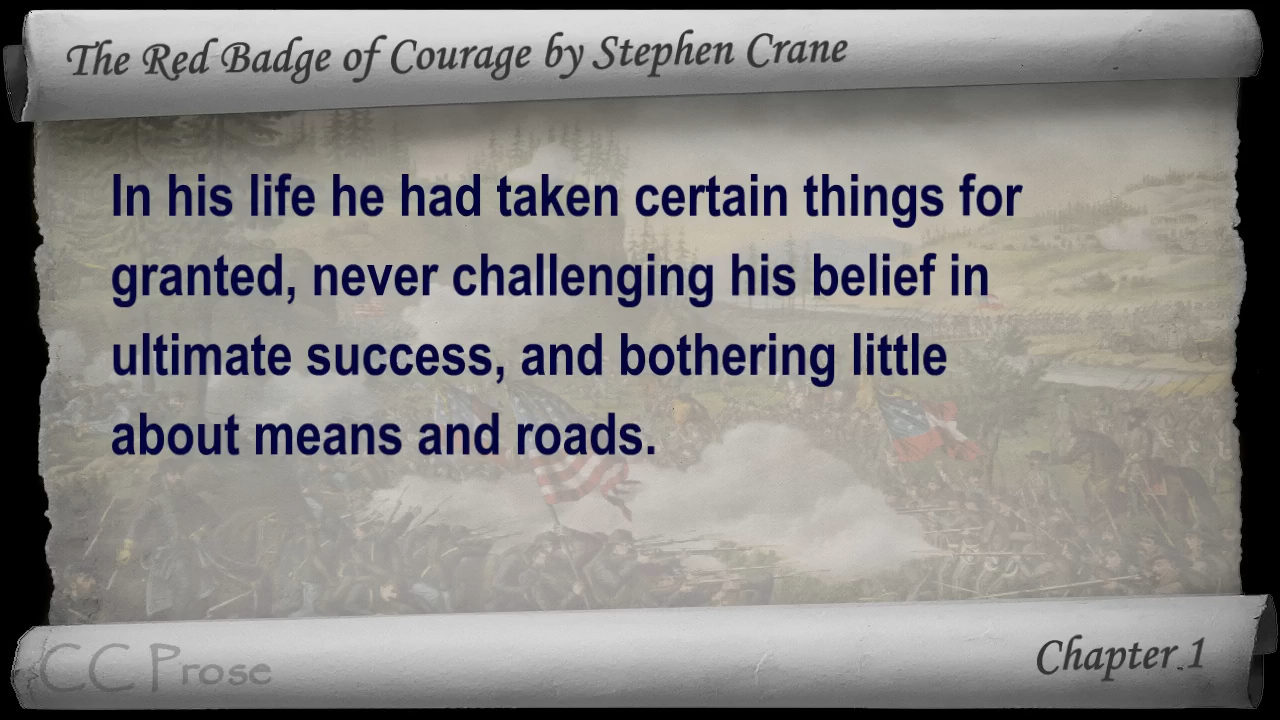 The Red Badge of Courage by Stephen Crane
In his life he had taken certain things for
granted, never challenging his belief in
ultimate success, and bothering little
about means and roads.
CC Prose
Chapter 1